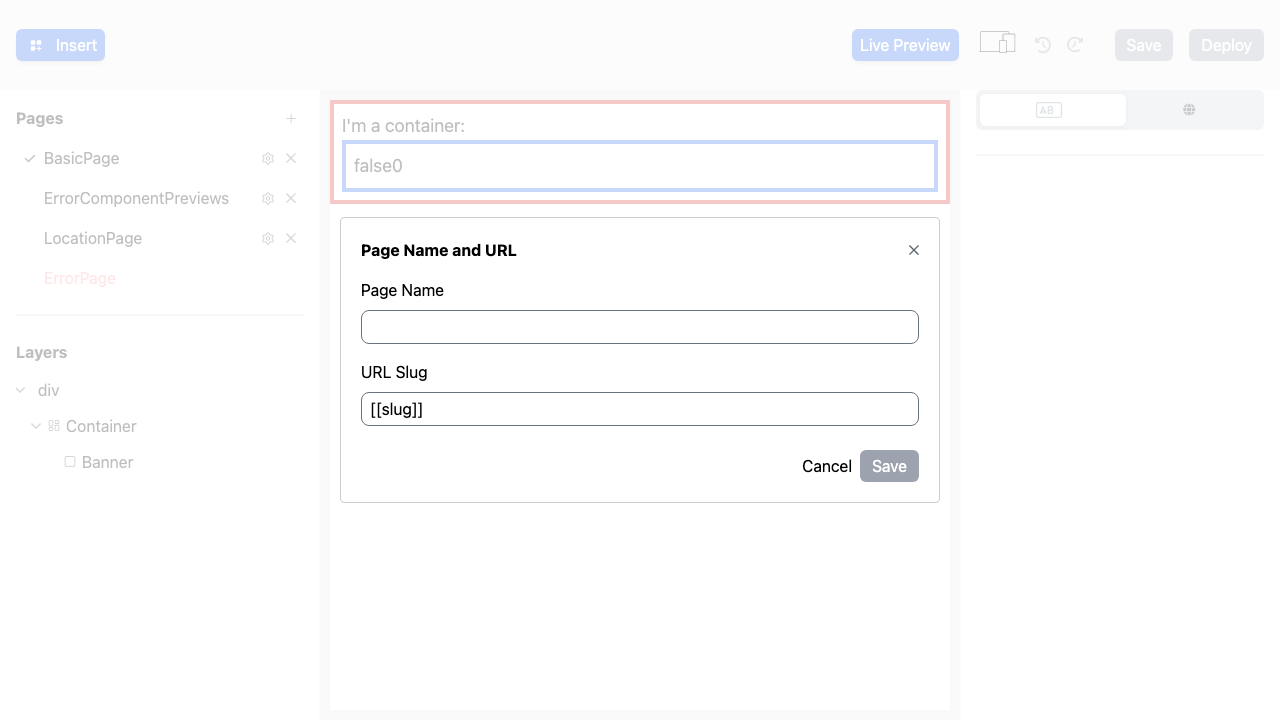 Insert
Live Preview
Save
Deploy
Pages
BasicPage
ErrorComponentPreviews
LocationPage
ErrorPage
Layers
div
Container
Banner
I'm a container:
false0
Page Name and URL
Page Name
URL Slug
[[slug]]
Cancel
Save
AB